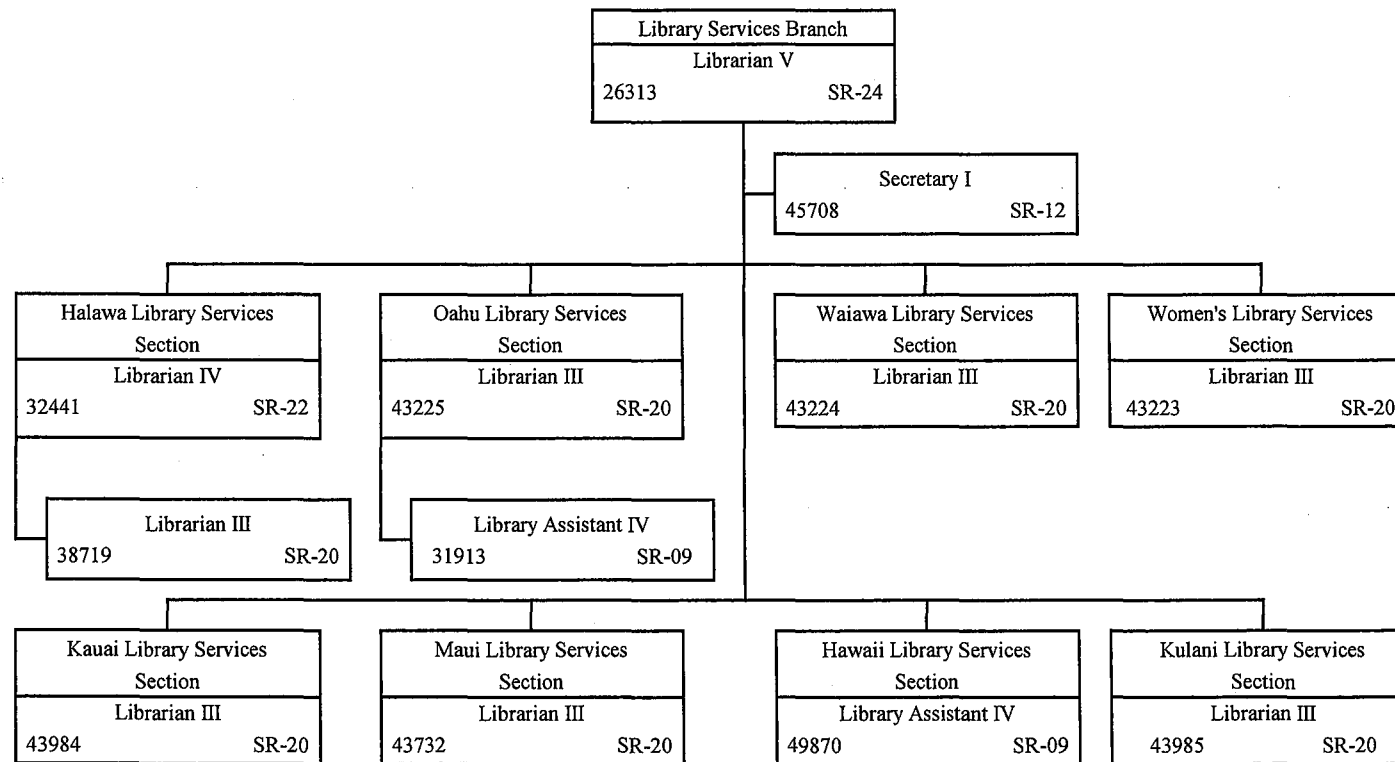 Library Services Branch
Librarian V
26313 SR-24
Secretary I
45708 SR-12
Halawa Library Services
Section
Librarian IV
32441 SR-22
Oahu Library Services
Section
Librarian III
43225 SR-20
Waiawa Library Services
Section
Librarian III
43224 SR-20
Women's Library Services
Section
Librarian III
43223 SR-20
Librarian III
38719 SR-20
Library Assistant IV
31913 SR-09
Kauai Library Services
Section
Librarian III
43984 SR-20
Maui Library Services
Section
Librarian III
43732 SR-20
Hawaii Library Services
Section
Library Assistant IV
49870 SR-09
Kulani Library Services
Section
Librarian III
43985 SR-20